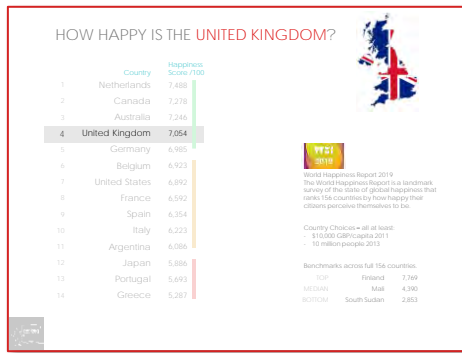 HOW HAPPY IS THE UNITED KINGDOM?
Country Happiness Score /100
1 Netherlands 7,488
2 Canada 7,278
3 Australia 7,246
4 United Kingdom 7,054
5 Germany 6,985
6 Belgium 6,923
7 United States 6,892
8 France 6,592
9 Spain 6,354
10 Italy 6,223
11 Argentina 6,086
12 Japan 5,886
13 Portugal 5,693
14 Greece 5,287
2019
World Happiness Report 2019
The World Happiness Report is a landmark
survey of the state of global happiness that
ranks 156 countries by how happy their
citizens perceive themselves to be.
Country Choices = all at least:
- $10,000 GBP/capita 2011
- 10 million people 2013
Benchmarks across full 156 countries.
TOP Finland 7,769
MEDIAN Mali 4,390
BOTTOM South Sudan 2,853